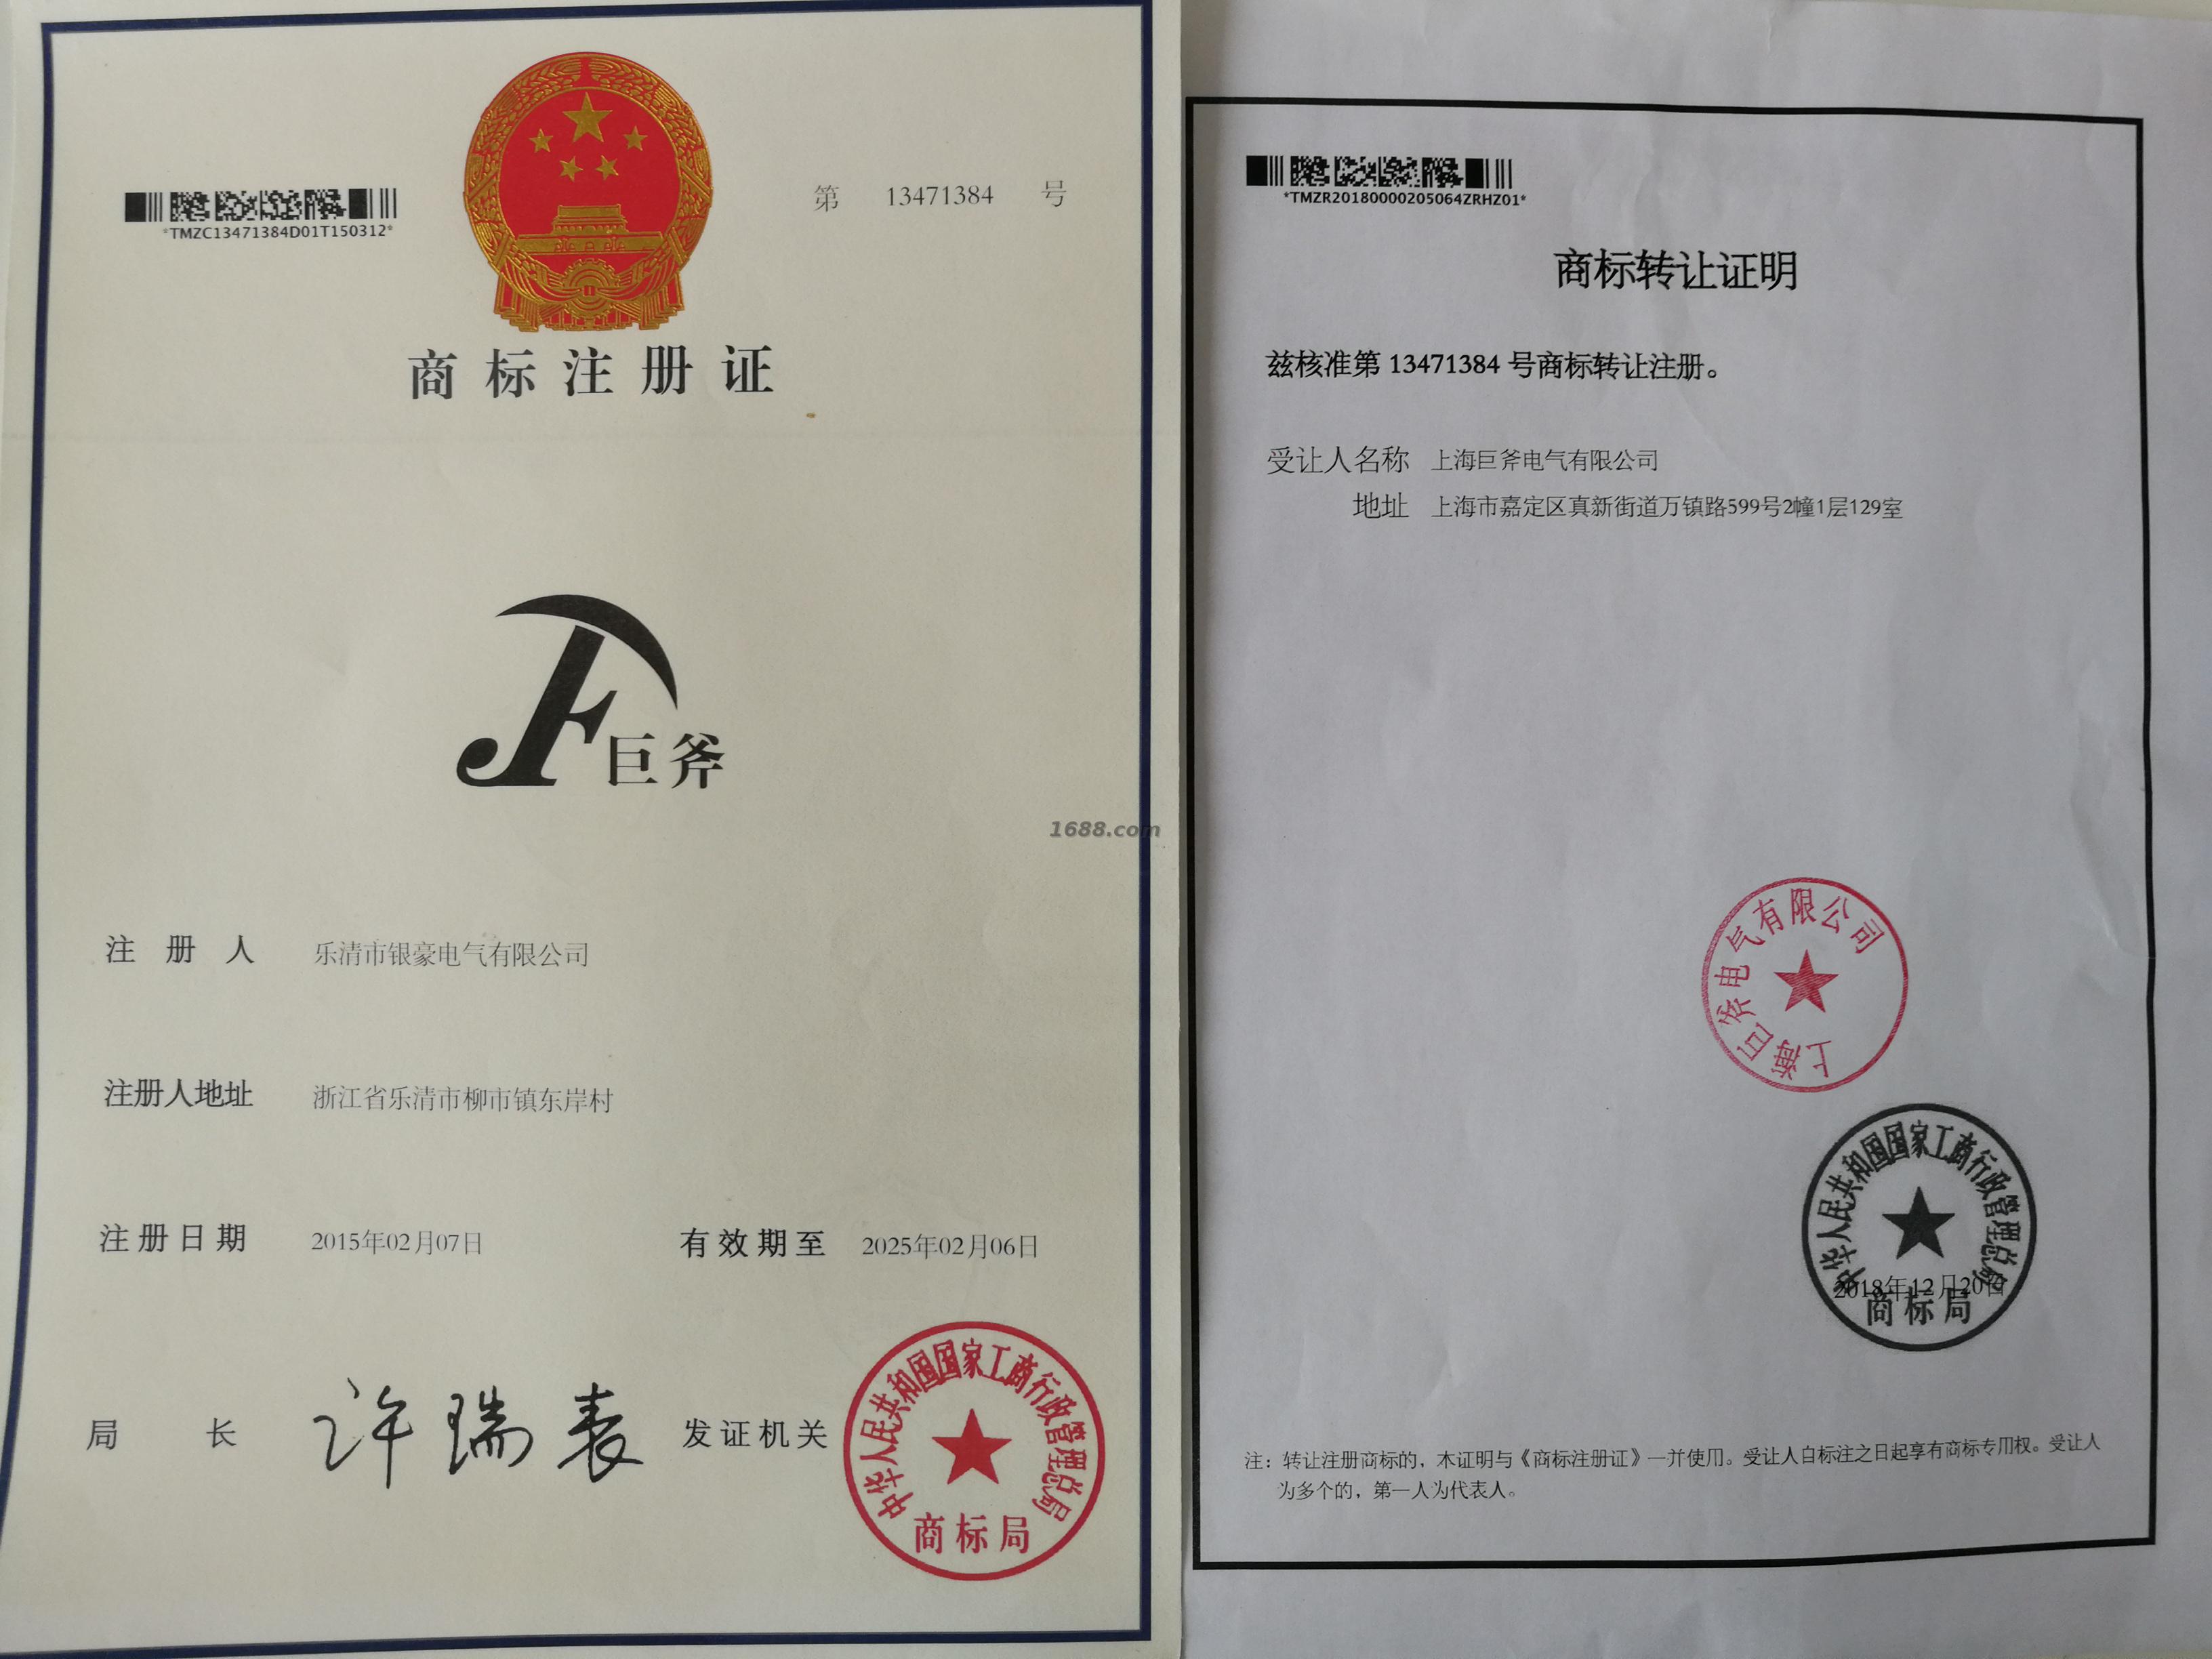 *TMZC13471384D01T150312*
第 13471384 号
商标注册证
巨斧
1688.com
注册人 乐清市银豪电气有限公司
注册人地址 浙江省乐清市柳市镇东岸村
注册日期 2015年02月07日 有效期至 2025年02月06日
局长 许瑞表 发证机关
中华人民共和国国家工商行政管理总局
商标局
*TMZR20180000205064ZRHZ01*
商标转让证明
兹核准第 13471384 号商标转让注册。
受让人名称 上海巨斧电气有限公司
地址 上海市嘉定区真新街道万镇路599号2幢1层129室
上海巨斧电气有限公司
中华人民共和国国家工商行政管理总局
2018年12月20日
商标局
注：转让注册商标的，本证明与《商标注册证》一并使用。受让人自标注之日起享有商标专用权。受让人
为多个的，第一人为代表人。